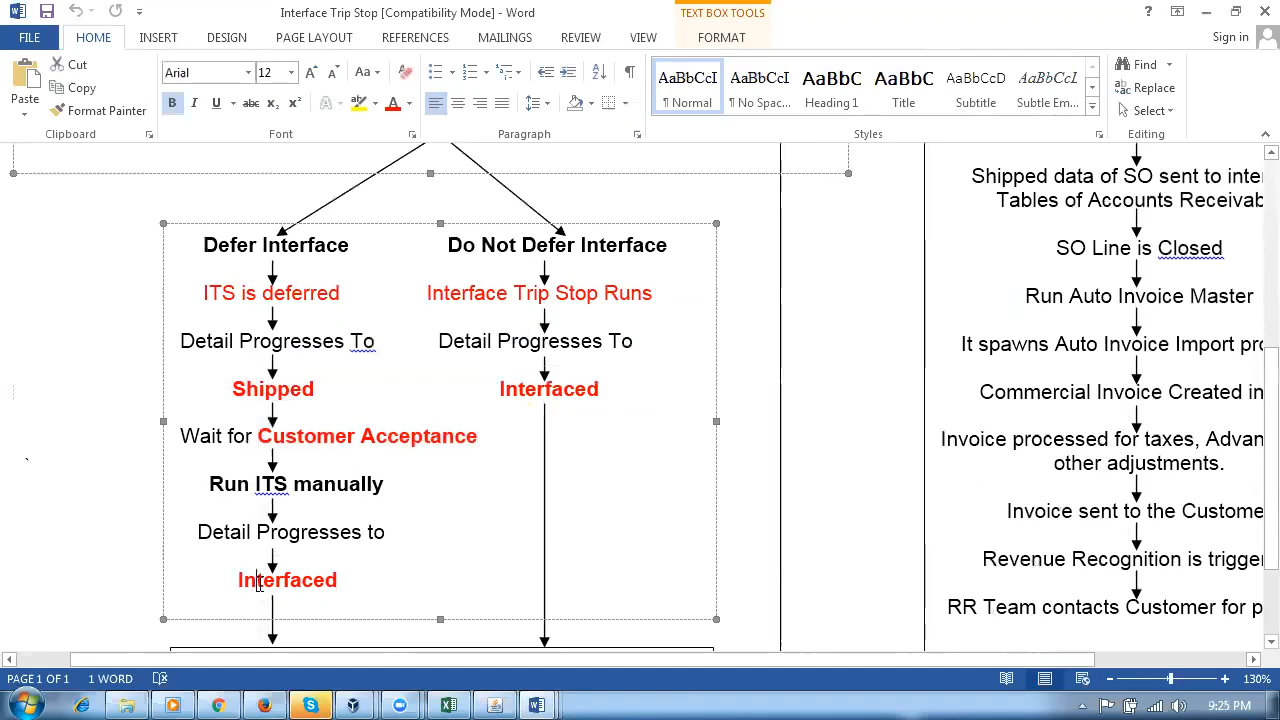 Interface Trip Stop [Compatibility Mode] - Word
TEXT BOX TOOLS
FILE HOME INSERT DESIGN PAGE LAYOUT REFERENCES MAILINGS REVIEW VIEW FORMAT Sign in
Paste
Cut
Copy
Format Painter
Clipboard
Arial 12
Font
Paragraph
AaBbCcI AaBbCcI AaBbC AaBbC AaBbCcD AaBbCcI
¶ Normal ¶ No Spac... Heading 1 Title Subtitle Subtle Em...
Styles
Find
Replace
Select
Editing
Defer Interface
ITS is deferred
Detail Progresses To
Shipped
Wait for Customer Acceptance
Run ITS manually
Detail Progresses to
Interfaced
Do Not Defer Interface
Interface Trip Stop Runs
Detail Progresses To
Interfaced
Shipped data of SO sent to inte
Tables of Accounts Receivab
SO Line is Closed
Run Auto Invoice Master
It spawns Auto Invoice Import pro
Commercial Invoice Created in
Invoice processed for taxes, Advan
other adjustments.
Invoice sent to the Custome
Revenue Recognition is trigger
RR Team contacts Customer for p
PAGE 1 OF 1 1 WORD 130%
9:25 PM